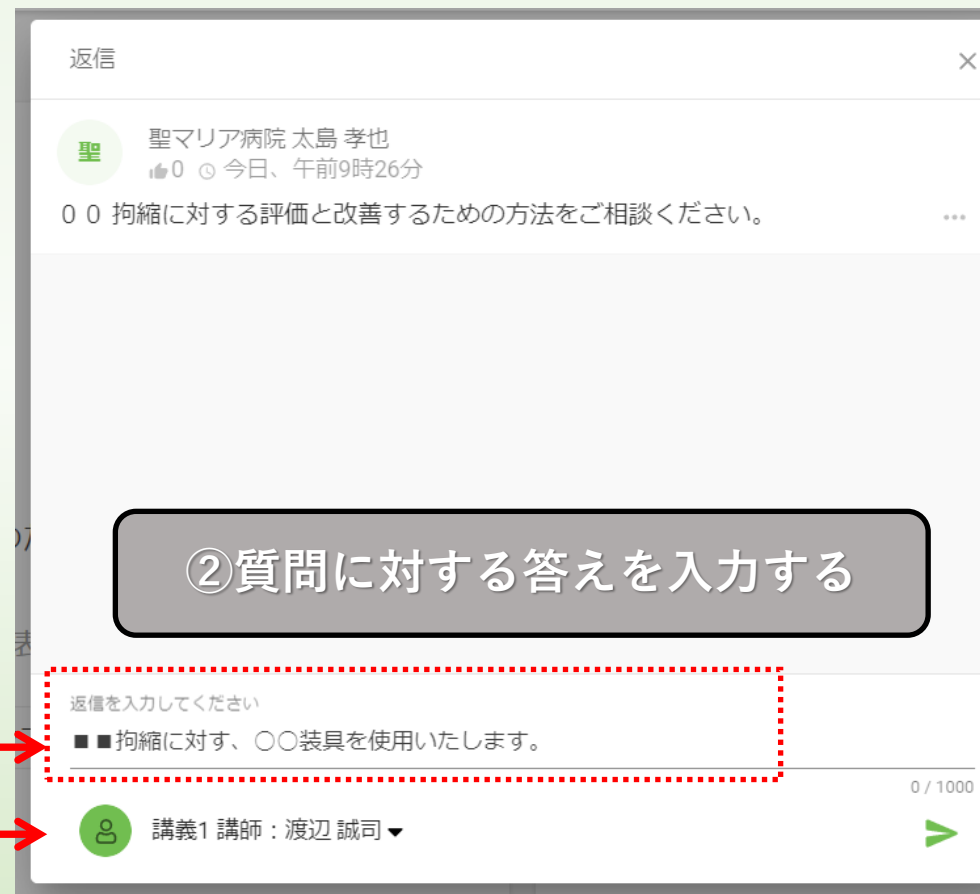 返信
×
聖
聖マリア病院 太島 孝也
0 今日、午前9時26分
００拘縮に対する評価と改善するための方法をご相談ください。
...
②質問に対する答えを入力する
表
返信を入力してください
■■拘縮に対す、○○装具を使用いたします。
0 / 1000
講義1 講師：渡辺 誠司